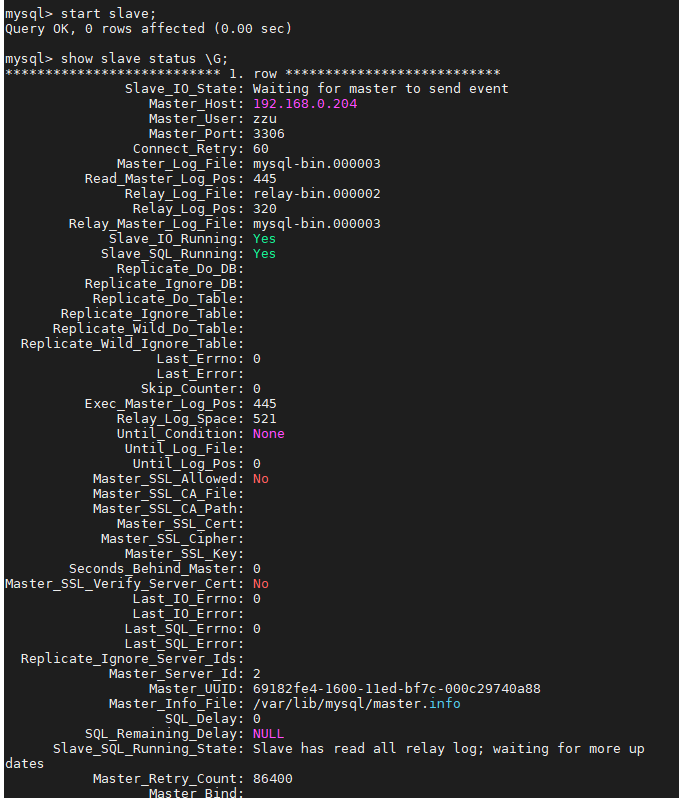 mysql> start slave;
Query OK, 0 rows affected (0.00 sec)
mysql> show slave status \G;
*************************** 1. row ***************************
Slave_IO_State: Waiting for master to send event
Master_Host: 192.168.0.204
Master_User: zzu
Master_Port: 3306
Connect_Retry: 60
Master_Log_File: mysql-bin.000003
Read_Master_Log_Pos: 445
Relay_Log_File: relay-bin.000002
Relay_Log_Pos: 320
Relay_Master_Log_File: mysql-bin.000003
Slave_IO_Running: Yes
Slave_SQL_Running: Yes
Replicate_Do_DB:
Replicate_Ignore_DB:
Replicate_Do_Table:
Replicate_Ignore_Table:
Replicate_Wild_Do_Table:
Replicate_Wild_Ignore_Table:
Last_Errno: 0
Last_Error:
Skip_Counter: 0
Exec_Master_Log_Pos: 445
Relay_Log_Space: 521
Until_Condition: None
Until_Log_File:
Until_Log_Pos: 0
Master_SSL_Allowed: No
Master_SSL_CA_File:
Master_SSL_CA_Path:
Master_SSL_Cert:
Master_SSL_Cipher:
Master_SSL_Key:
Seconds_Behind_Master: 0
Master_SSL_Verify_Server_Cert: No
Last_IO_Errno: 0
Last_IO_Error:
Last_SQL_Errno: 0
Last_SQL_Error:
Replicate_Ignore_Server_Ids:
Master_Server_Id: 2
Master_UUID: 69182fe4-1600-11ed-bf7c-000c29740a88
Master_Info_File: /var/lib/mysql/master.info
SQL_Delay: 0
SQL_Remaining_Delay: NULL
Slave_SQL_Running_State: Slave has read all relay log; waiting for more up
dates
Master_Retry_Count: 86400
Master_Bind: